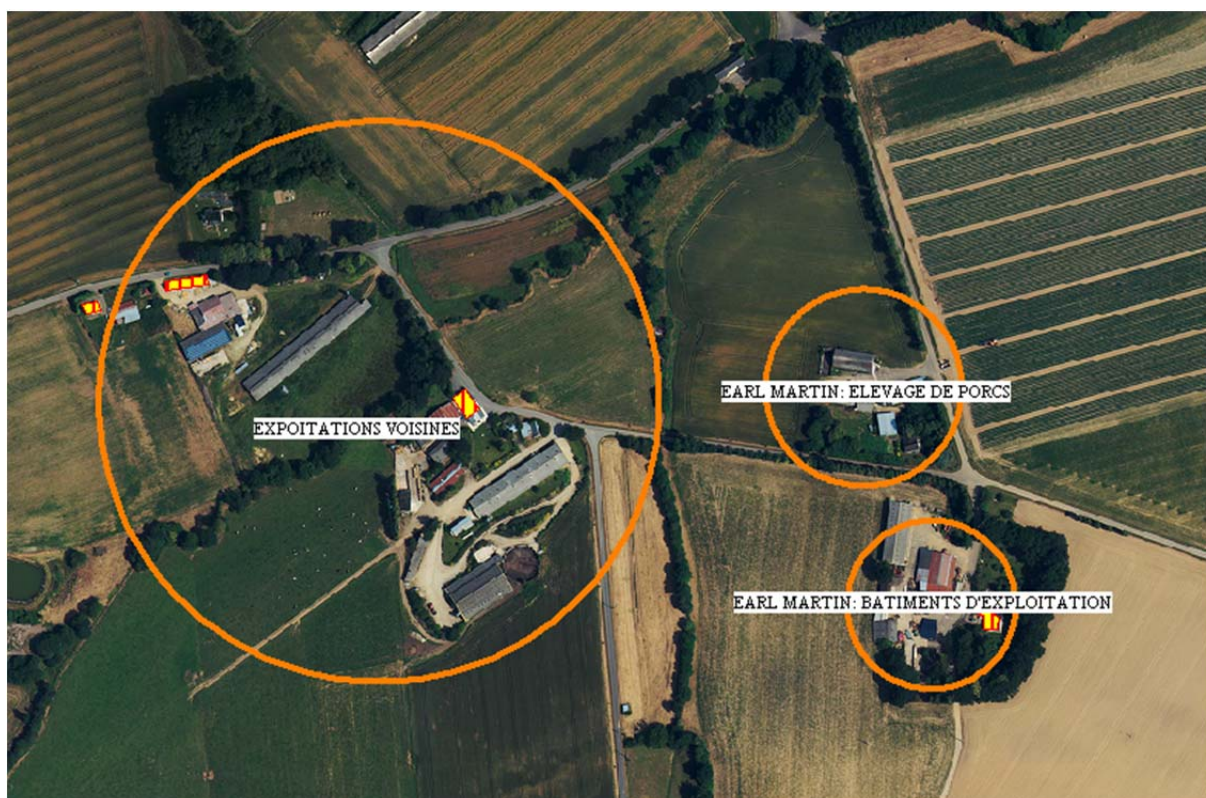 EARL MARTIN: ELEVAGE DE PORCS
EXPOITATIONS VOISINES
EARL MARTIN: BATIMENTS D'EXPLOITATION